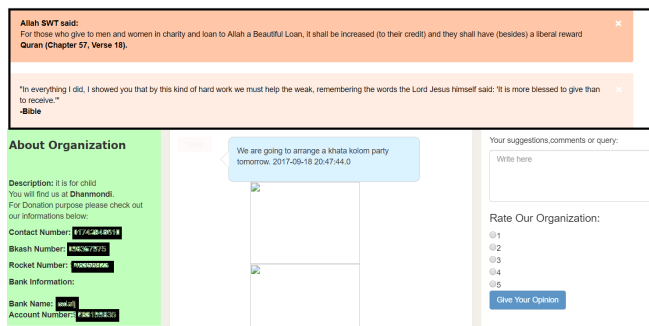 Allah SWT said:
For those who give to men and women in charity and loan to Allah a Beautiful Loan, it shall be increased (to their credit) and they shall have (besides) a liberal reward
Quran (Chapter 57, Verse 18).
"In everything I did, I showed you that by this kind of hard work we must help the weak, remembering the words the Lord Jesus himself said: 'It is more blessed to give than
to receive.'"
-Bible
About Organization
Description: it is for child
You will find us at Dhanmondi.
For Donation purpose please check out
our informations below:
Contact Number:
Bkash Number:
Rocket Number:
Bank Information:
Bank Name:
Account Number:
We are going to arrange a khata kolom party
tomorrow. 2017-09-18 20:47:44.0
Your suggestions,comments or query:
Write here
Rate Our Organization:
1
2
3
4
5
Give Your Opinion